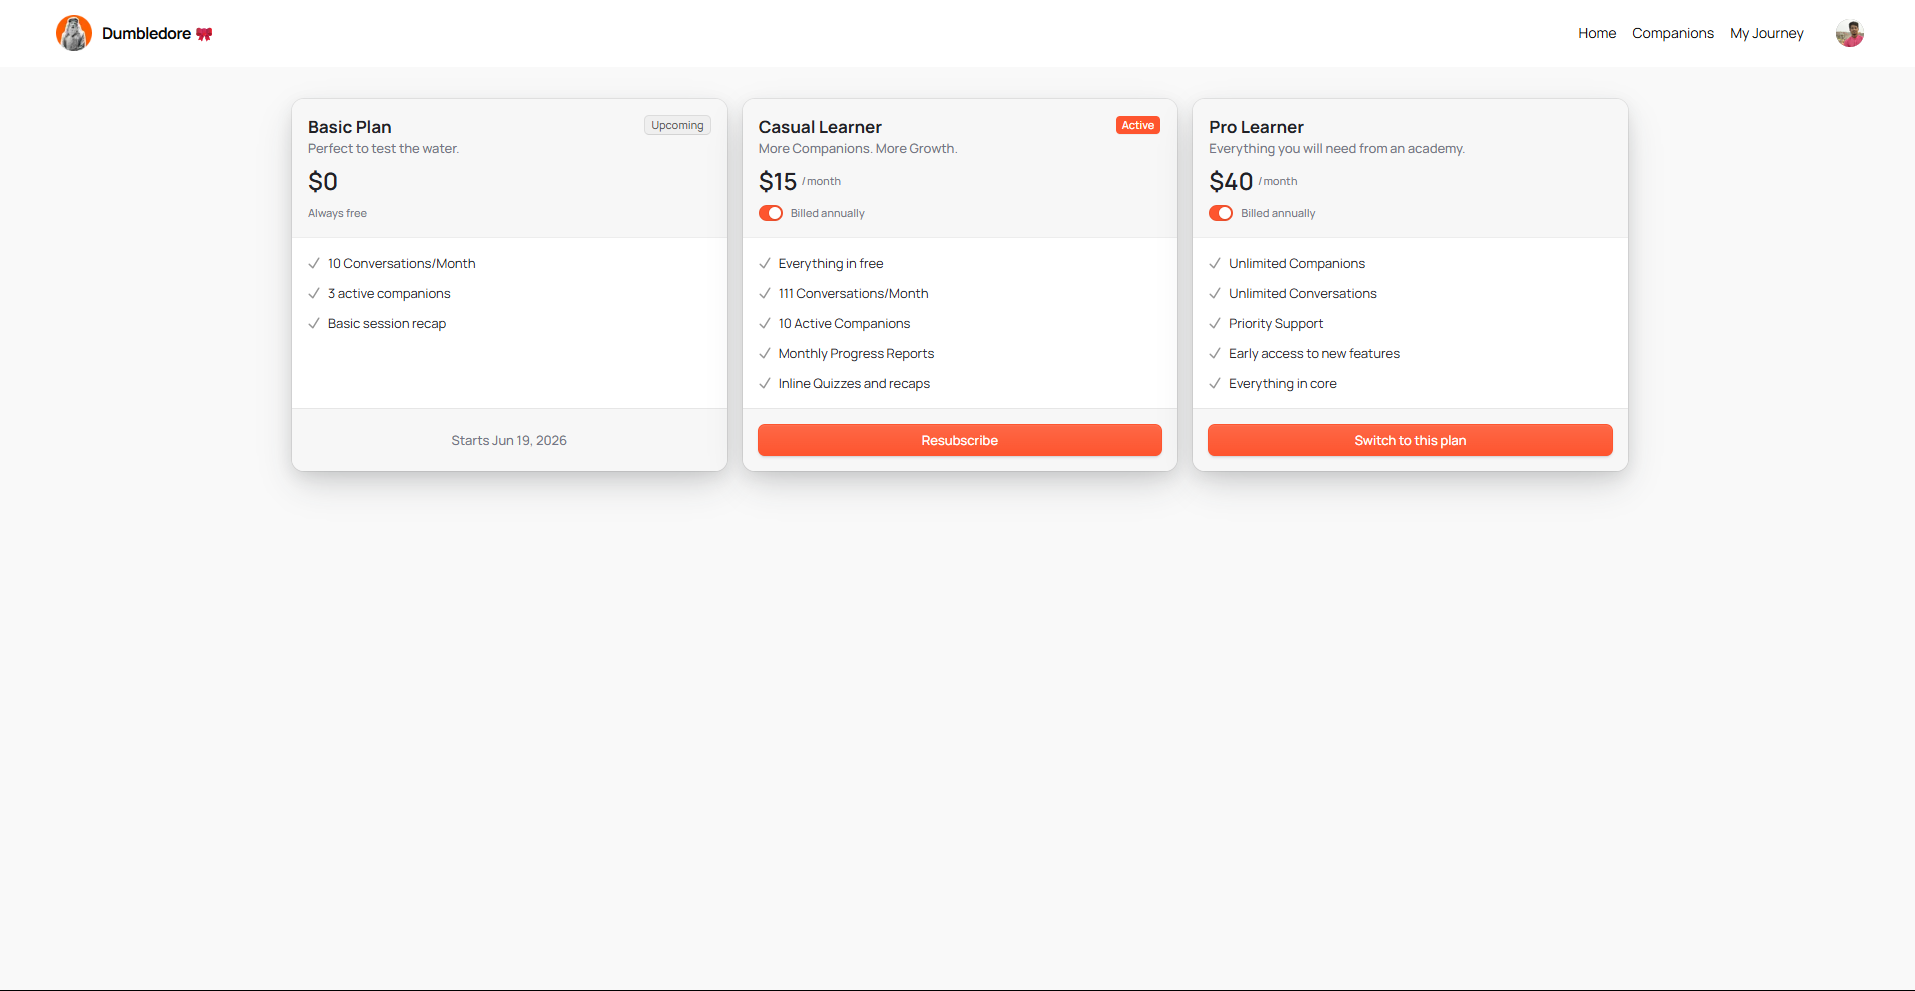 Dumbledore 🎀
Home Companions My Journey
Basic Plan
Upcoming
Perfect to test the water.
$0
Always free
10 Conversations/Month
3 active companions
Basic session recap
Starts Jun 19, 2026
Casual Learner
Active
More Companions. More Growth.
$15 / month
Billed annually
Everything in free
111 Conversations/Month
10 Active Companions
Monthly Progress Reports
Inline Quizzes and recaps
Resubscribe
Pro Learner
Everything you will need from an academy.
$40 / month
Billed annually
Unlimited Companions
Unlimited Conversations
Priority Support
Early access to new features
Everything in core
Switch to this plan